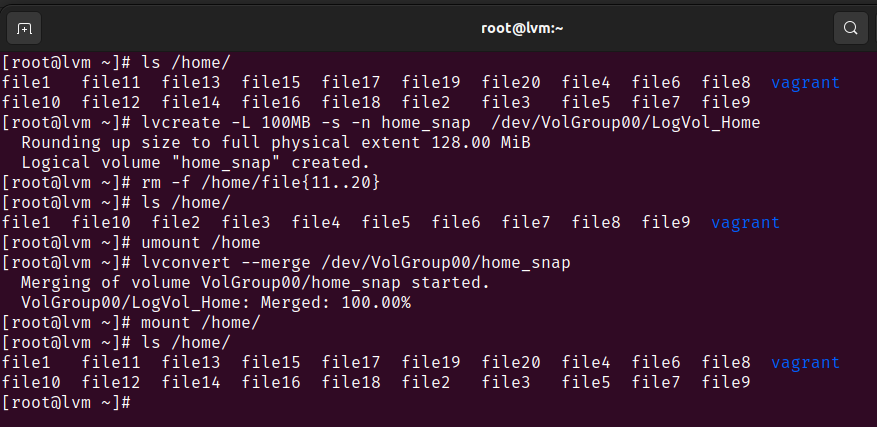 root@lvm:~
[root@lvm ~]# ls /home/
file1   file11  file13  file15  file17  file19  file20  file4  file6  file8  vagrant
file10  file12  file14  file16  file18  file2   file3   file5  file7  file9
[root@lvm ~]# lvcreate -L 100MB -s -n home_snap  /dev/VolGroup00/LogVol_Home
  Rounding up size to full physical extent 128.00 MiB
  Logical volume "home_snap" created.
[root@lvm ~]# rm -f /home/file{11..20}
[root@lvm ~]# ls /home/
file1  file10  file2  file3  file4  file5  file6  file7  file8  file9  vagrant
[root@lvm ~]# umount /home
[root@lvm ~]# lvconvert --merge /dev/VolGroup00/home_snap
  Merging of volume VolGroup00/home_snap started.
  VolGroup00/LogVol_Home: Merged: 100.00%
[root@lvm ~]# mount /home/
[root@lvm ~]# ls /home/
file1   file11  file13  file15  file17  file19  file20  file4  file6  file8  vagrant
file10  file12  file14  file16  file18  file2   file3   file5  file7  file9
[root@lvm ~]#